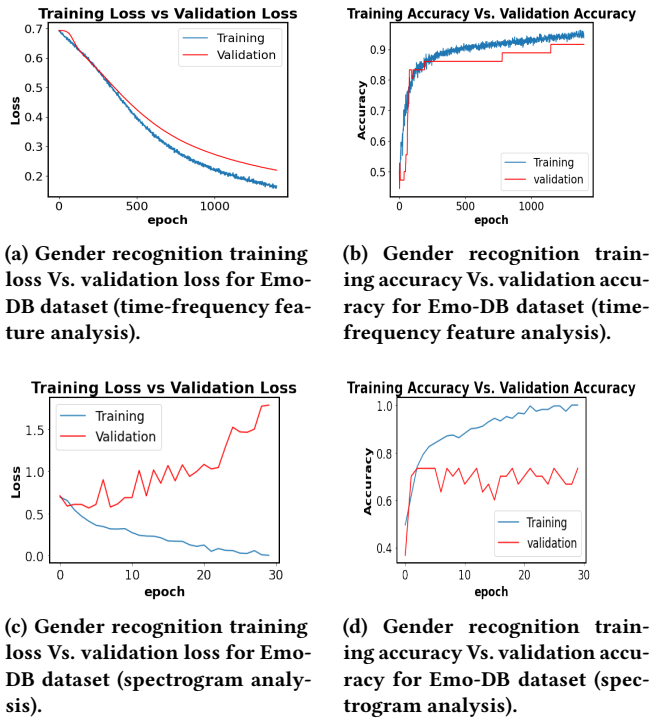 Training Loss vs Validation Loss
0.7
0.6
0.5
0.4
0.3
0.2
Loss
Training
Validation
0
500
1000
epoch
(a) Gender recognition training
loss Vs. validation loss for Emo-
DB dataset (time-frequency fea-
ture analysis).
Training Accuracy Vs. Validation Accuracy
0.9
0.8
0.7
0.6
0.5
Accuracy
Training
validation
0
500
1000
epoch
(b) Gender recognition train-
ing accuracy Vs. validation accu-
racy for Emo-DB dataset (time-
frequency feature analysis).
Training Loss vs Validation Loss
1.5
1.0
0.5
0.0
Loss
Training
Validation
0
10
20
30
epoch
(c) Gender recognition training
loss Vs. validation loss for Emo-
DB dataset (spectrogram analy-
sis).
Training Accuracy Vs. Validation Accuracy
1.0
0.8
0.6
0.4
Accuracy
Training
validation
0
10
20
30
epoch
(d) Gender recognition train-
ing accuracy Vs. validation accu-
racy for Emo-DB dataset (spec-
trogram analysis).